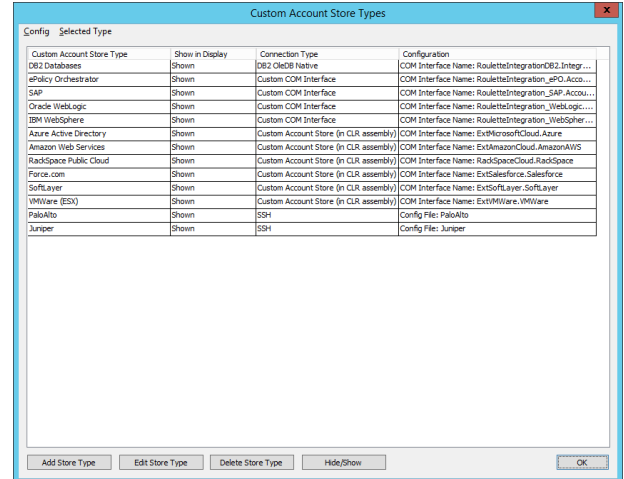 Custom Account Store Types
x
Config Selected Type
Custom Account Store Type Show in Display Connection Type Configuration
DB2 Databases Shown DB2 OleDB Native COM Interface Name: RouletteIntegrationDB2.Integr...
ePolicy Orchestrator Shown Custom COM Interface COM Interface Name: RouletteIntegration_ePO.Acco...
SAP Shown Custom COM Interface COM Interface Name: RouletteIntegration_SAP.Accou...
Oracle WebLogic Shown Custom COM Interface COM Interface Name: RouletteIntegration_WebLogic....
IBM WebSphere Shown Custom COM Interface COM Interface Name: RouletteIntegration_WebSpher...
Azure Active Directory Shown Custom Account Store (in CLR assembly) COM Interface Name: ExtMicrosoftCloud.Azure
Amazon Web Services Shown Custom Account Store (in CLR assembly) COM Interface Name: ExtAmazonCloud.AmazonAWS
RackSpace Public Cloud Shown Custom Account Store (in CLR assembly) COM Interface Name: RackSpaceCloud.RackSpace
Force.com Shown Custom Account Store (in CLR assembly) COM Interface Name: ExtSalesforce.Salesforce
SoftLayer Shown Custom Account Store (in CLR assembly) COM Interface Name: ExtSoftLayer.SoftLayer
VMWare (ESX) Shown Custom Account Store (in CLR assembly) COM Interface Name: ExtVMWare.VMWare
PaloAlto Shown SSH Config File: PaloAlto
Juniper Shown SSH Config File: Juniper
Add Store Type Edit Store Type Delete Store Type Hide/Show OK